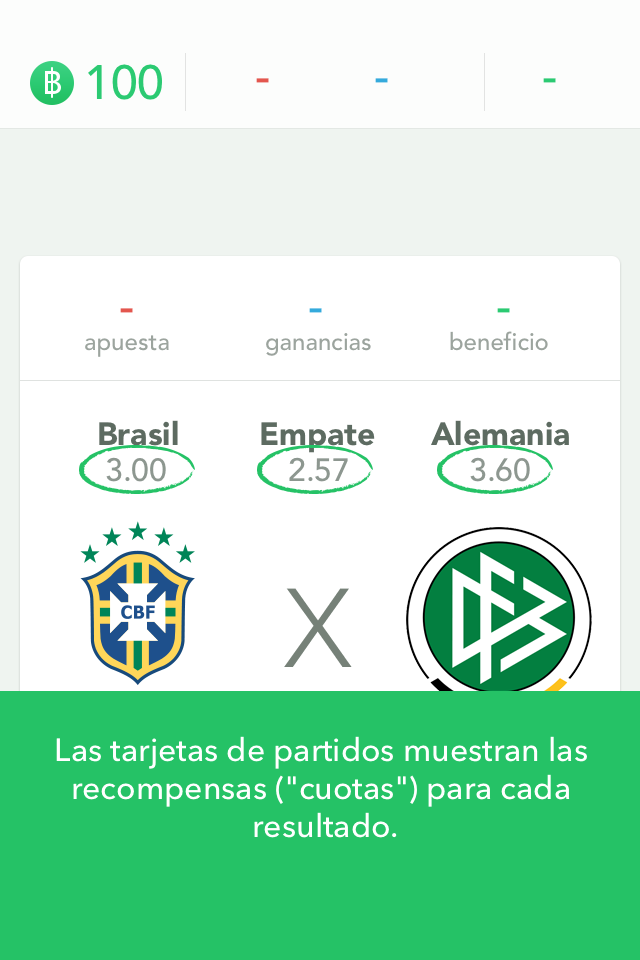 ฿ 100 - - -
- - -
apuesta ganancias beneficio
Brasil Empate Alemania
3.00 2.57 3.60
CBF X DFB
Las tarjetas de partidos muestran las
recompensas ("cuotas") para cada
resultado.